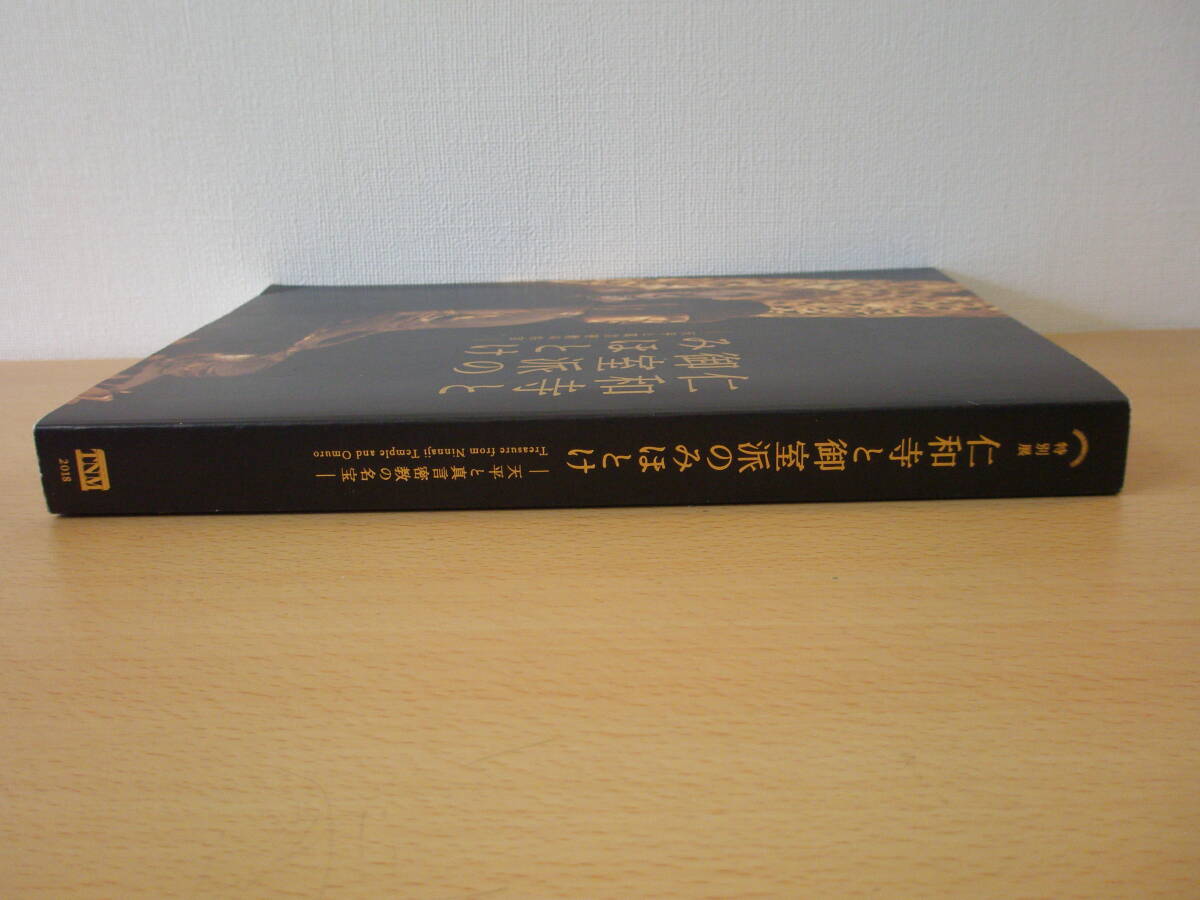 特別展
仁和寺と御室派のみほとけ
―天平と真言密教の名宝―
Treasure from Ninnaji Temple and Omuro
TNM
2018
仁和寺と
御室派の
みほとけ